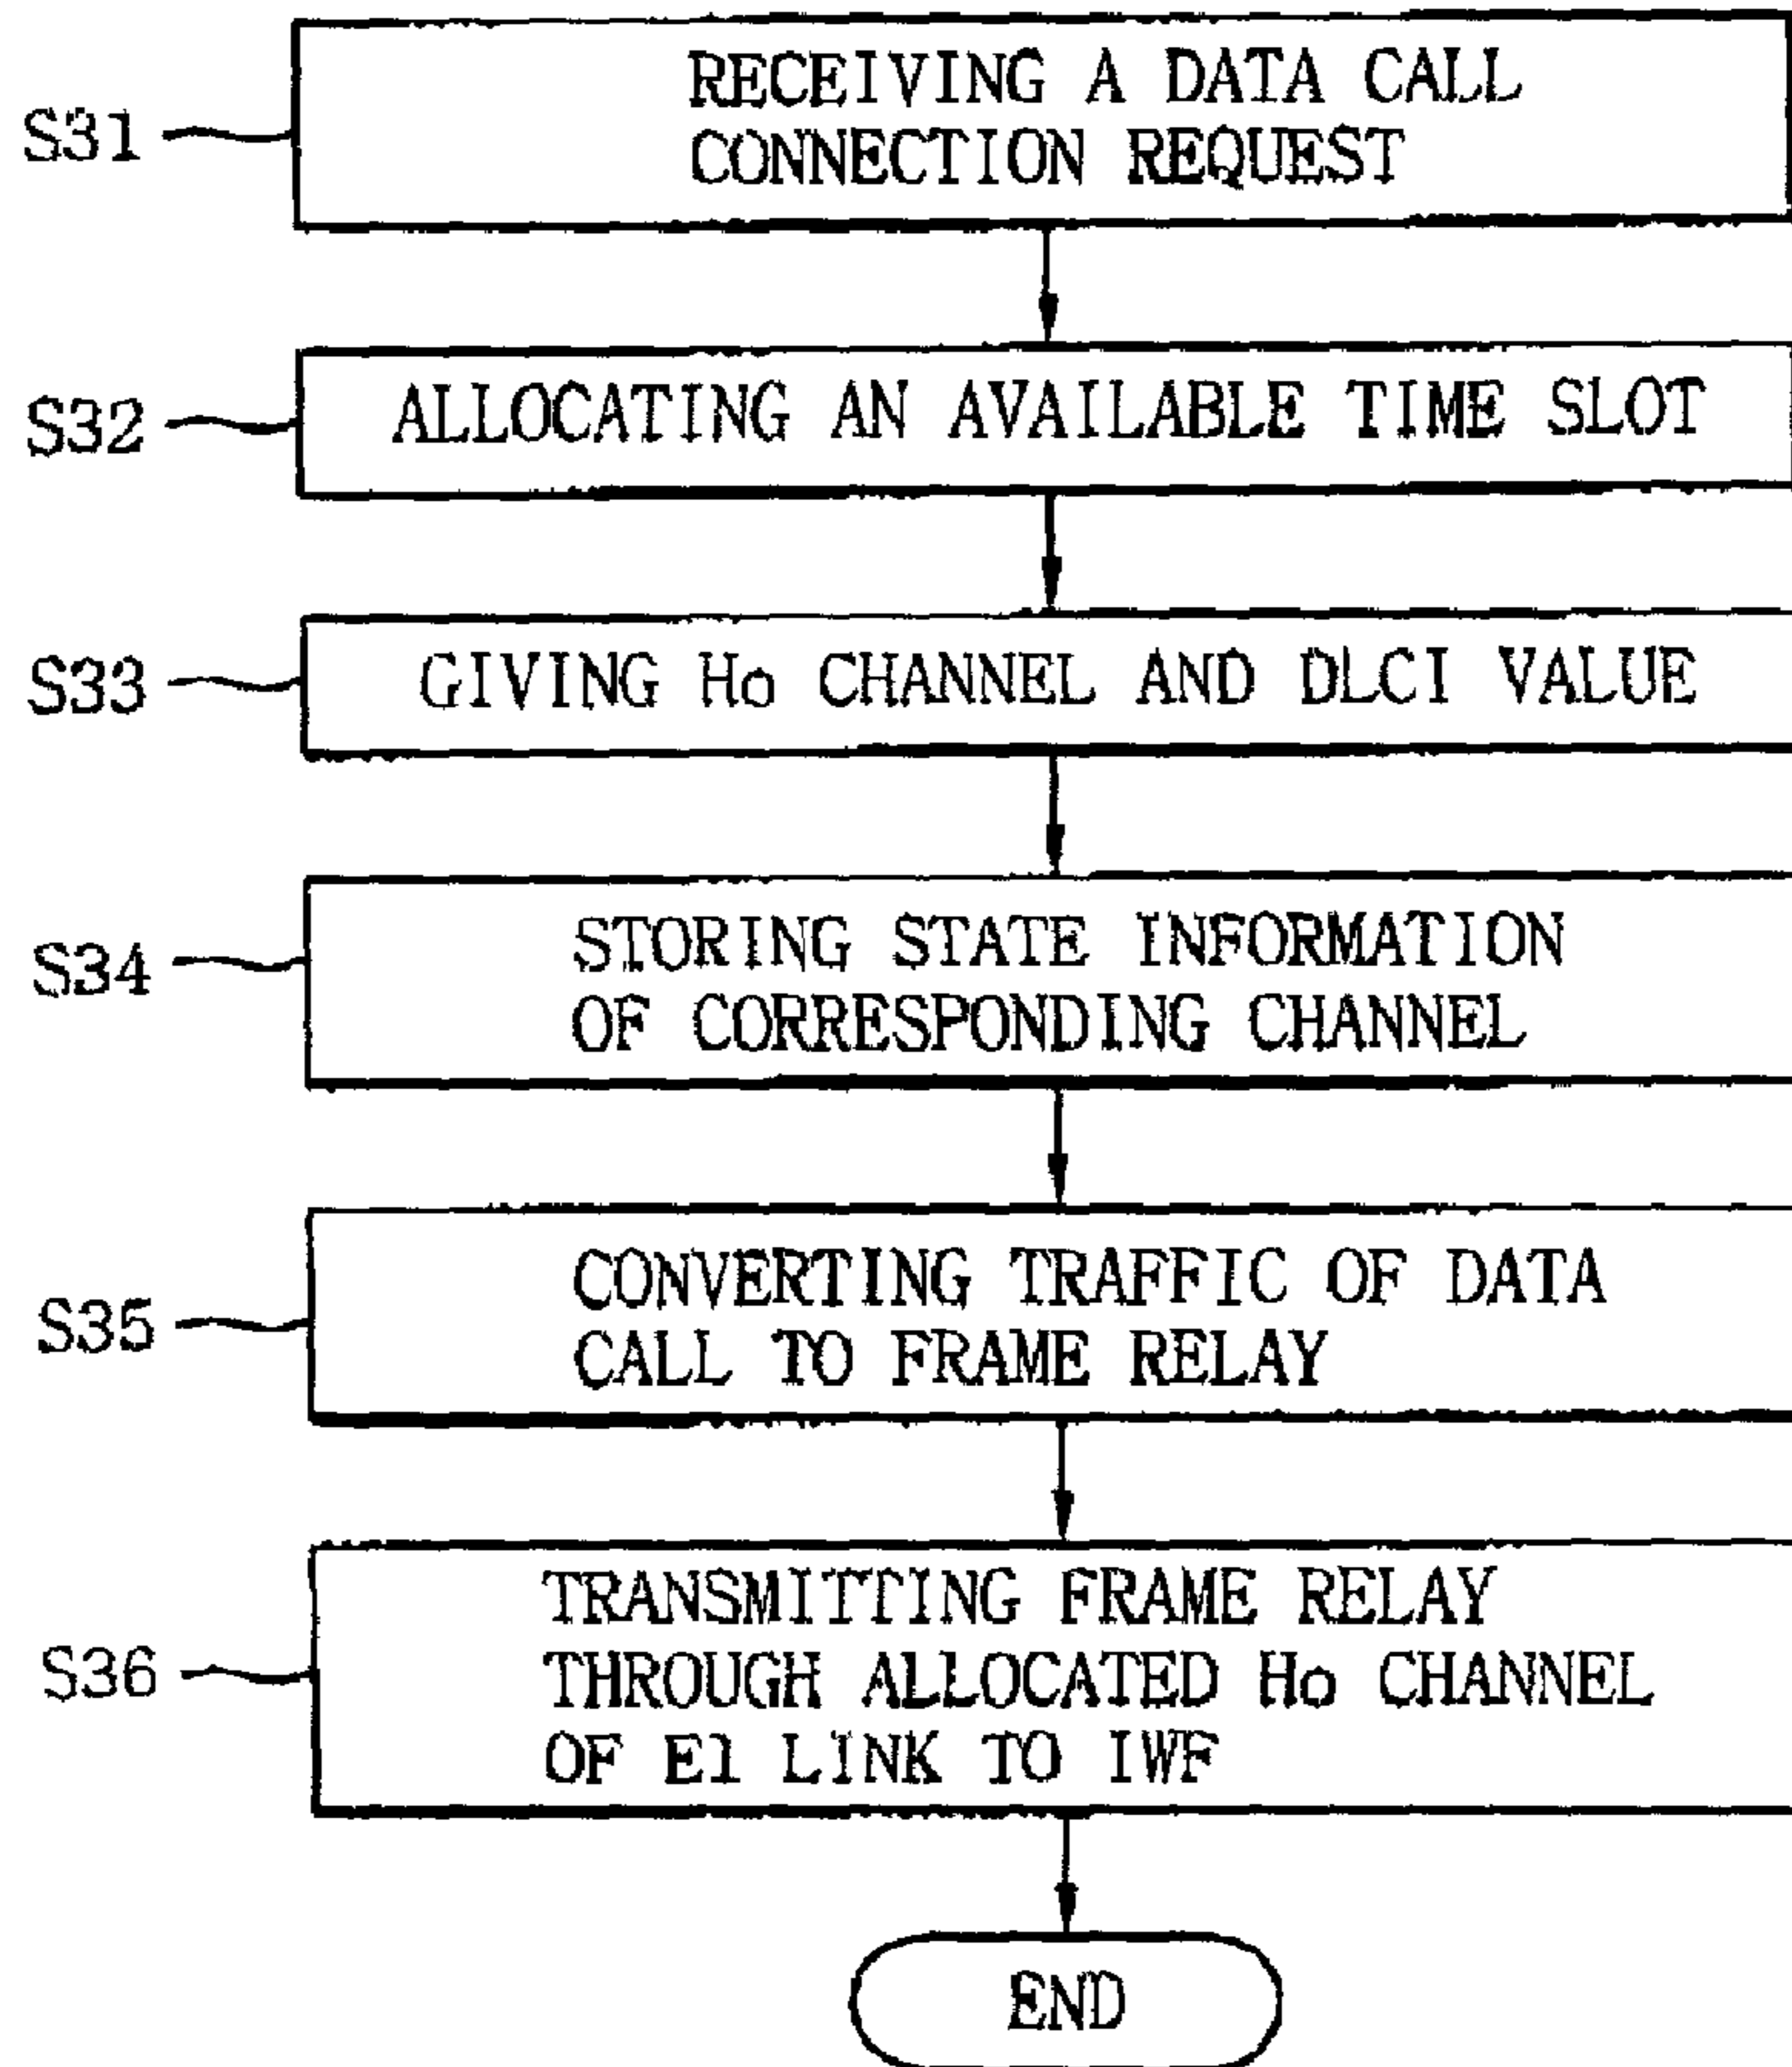 S31
RECEIVING A DATA CALL
CONNECTION REQUEST
S32
ALLOCATING AN AVAILABLE TIME SLOT
S33
GIVING Ho CHANNEL AND DLCI VALUE
S34
STORING STATE INFORMATION
OF CORRESPONDING CHANNEL
S35
CONVERTING TRAFFIC OF DATA
CALL TO FRAME RELAY
S36
TRANSMITTING FRAME RELAY
THROUGH ALLOCATED Ho CHANNEL
OF E1 LINK TO IWF
END